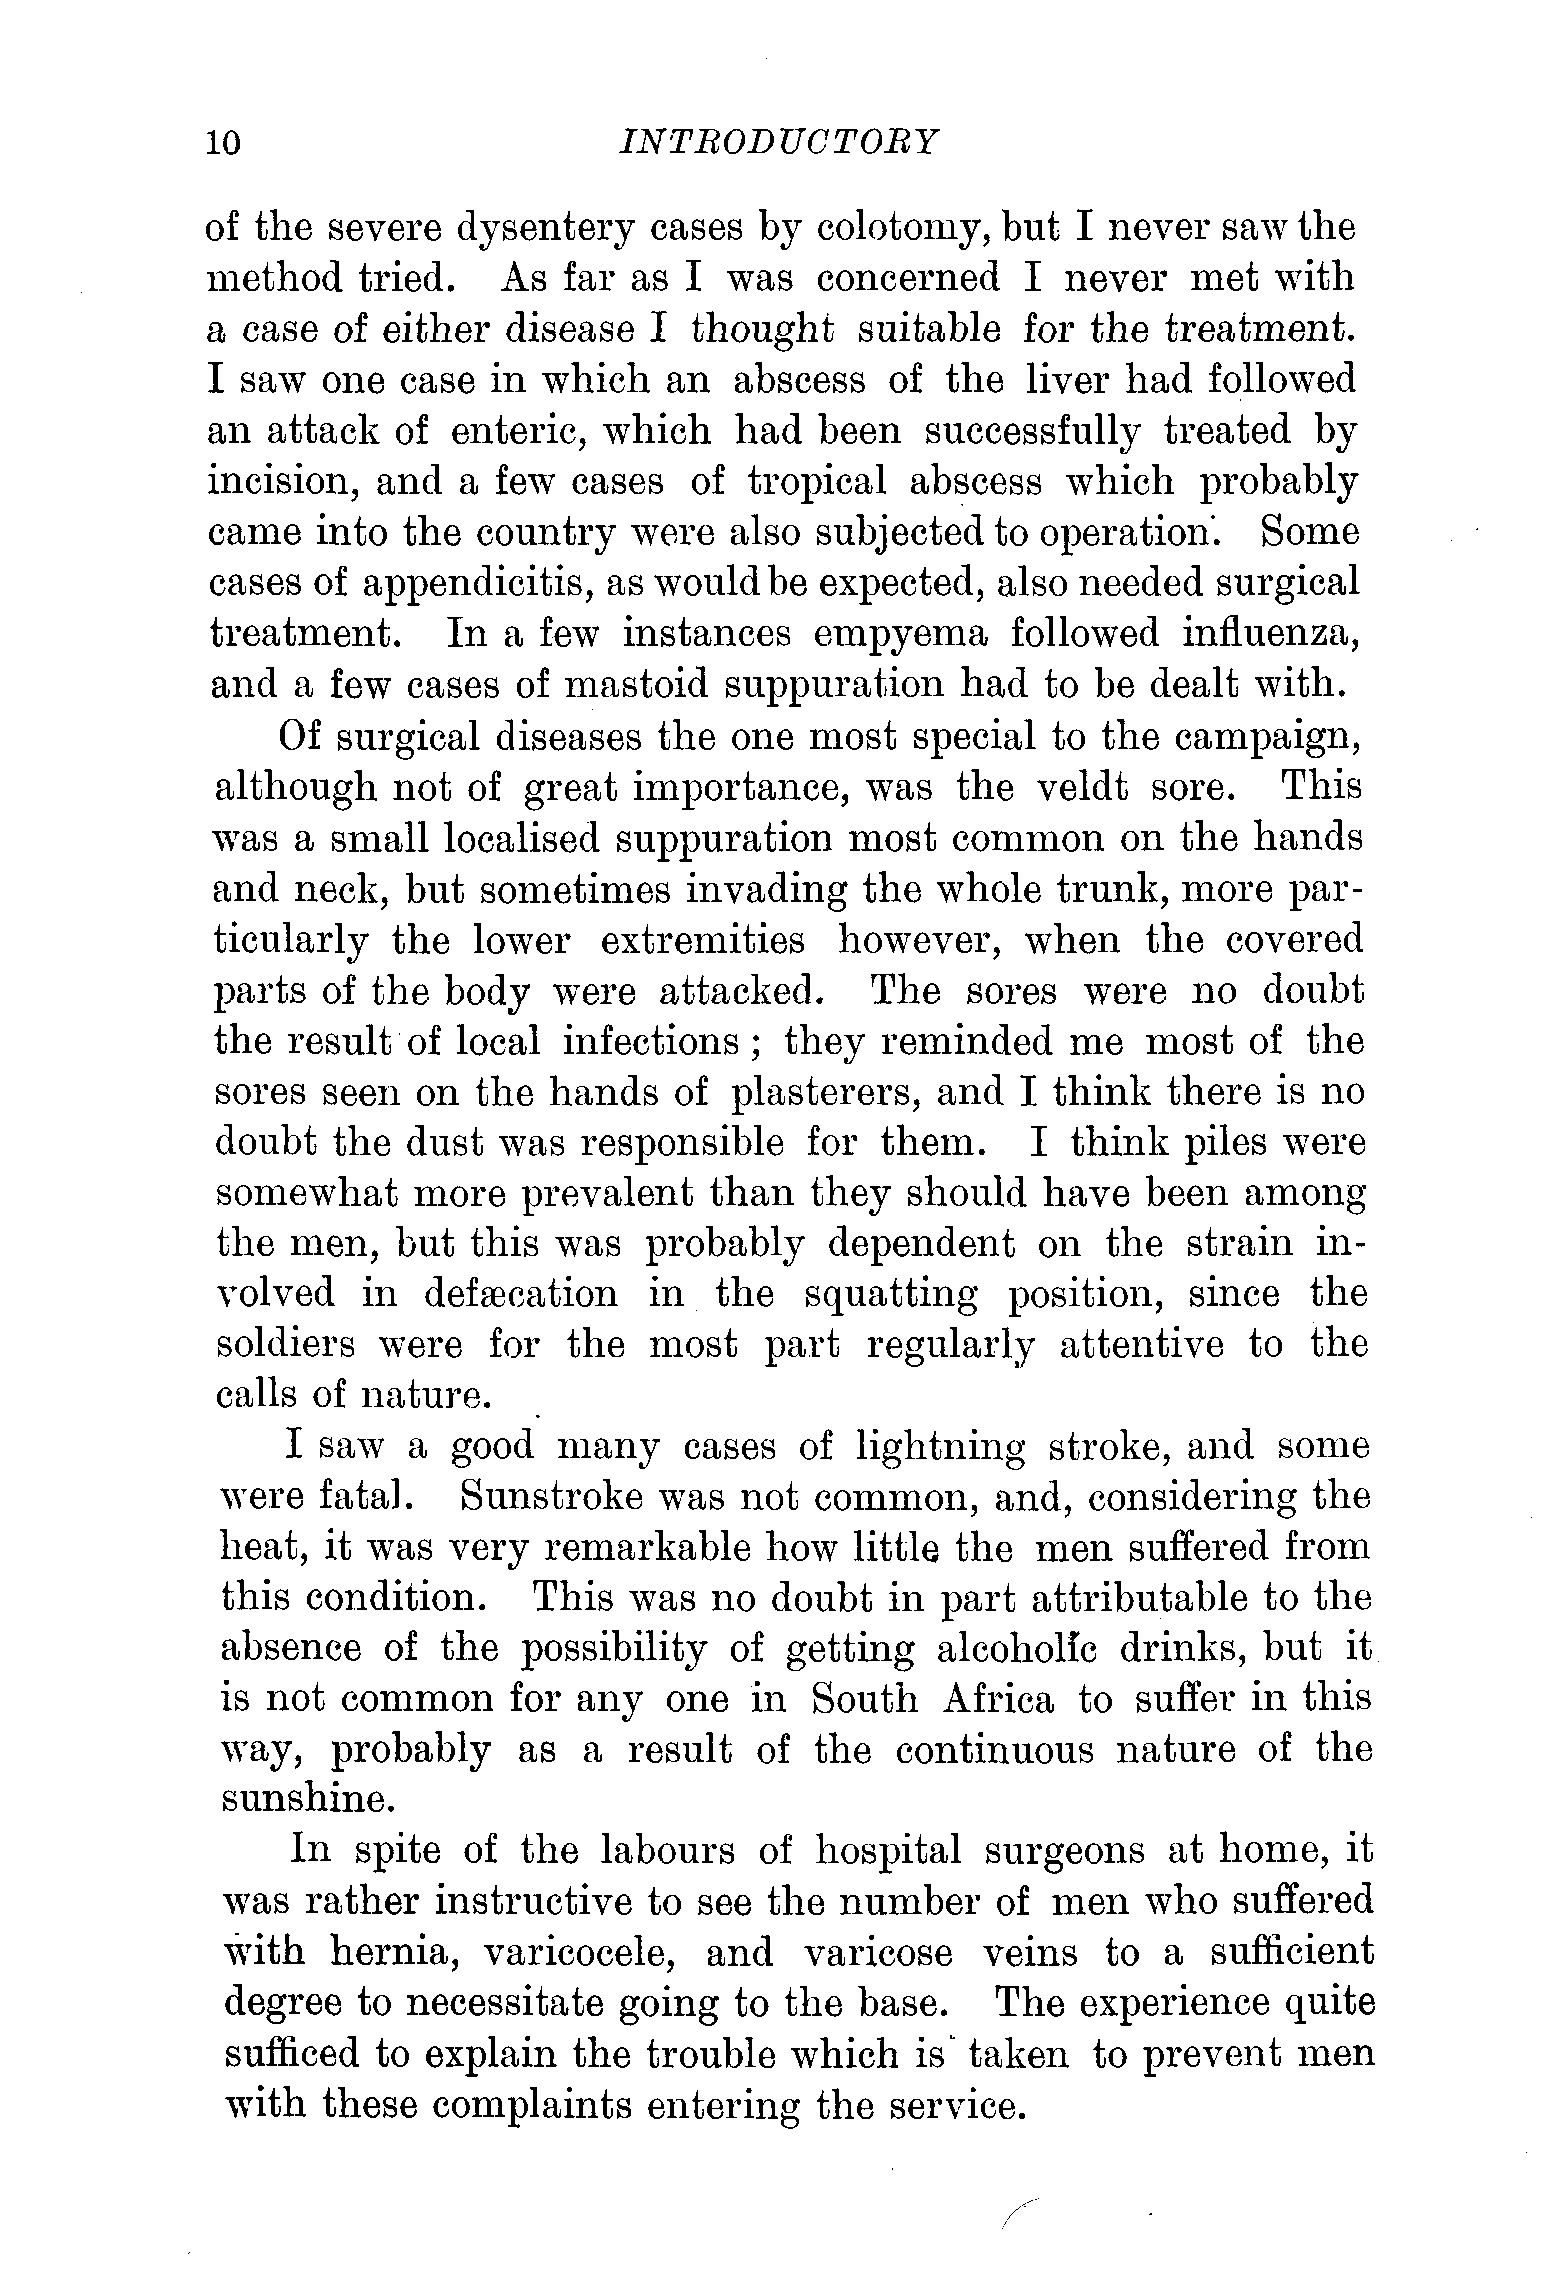 10 INTRODUCTORY
of the severe dysentery cases by colotomy, but I never saw the
method tried. As far as I was concerned I never met with
a case of either disease I thought suitable for the treatment.
I saw one case in which an abscess of the liver had followed
an attack of enteric, which had been successfully treated by
incision, and a few cases of tropical abscess which probably
came into the country were also subjected to operation. Some
cases of appendicitis, as would be expected, also needed surgical
treatment. In a few instances empyema followed influenza,
and a few cases of mastoid suppuration had to be dealt with.
Of surgical diseases the one most special to the campaign,
although not of great importance, was the veldt sore. This
was a small localised suppuration most common on the hands
and neck, but sometimes invading the whole trunk, more par-
ticularly the lower extremities however, when the covered
parts of the body were attacked. The sores were no doubt
the result of local infections ; they reminded me most of the
sores seen on the hands of plasterers, and I think there is no
doubt the dust was responsible for them. I think piles were
somewhat more prevalent than they should have been among
the men, but this was probably dependent on the strain in-
volved in defæcation in the squatting position, since the
soldiers were for the most part regularly attentive to the
calls of nature.
I saw a good many cases of lightning stroke, and some
were fatal. Sunstroke was not common, and, considering the
heat, it was very remarkable how little the men suffered from
this condition. This was no doubt in part attributable to the
absence of the possibility of getting alcoholic drinks, but it
is not common for any one in South Africa to suffer in this
way, probably as a result of the continuous nature of the
sunshine.
In spite of the labours of hospital surgeons at home, it
was rather instructive to see the number of men who suffered
with hernia, varicocele, and varicose veins to a sufficient
degree to necessitate going to the base. The experience quite
sufficed to explain the trouble which is taken to prevent men
with these complaints entering the service.